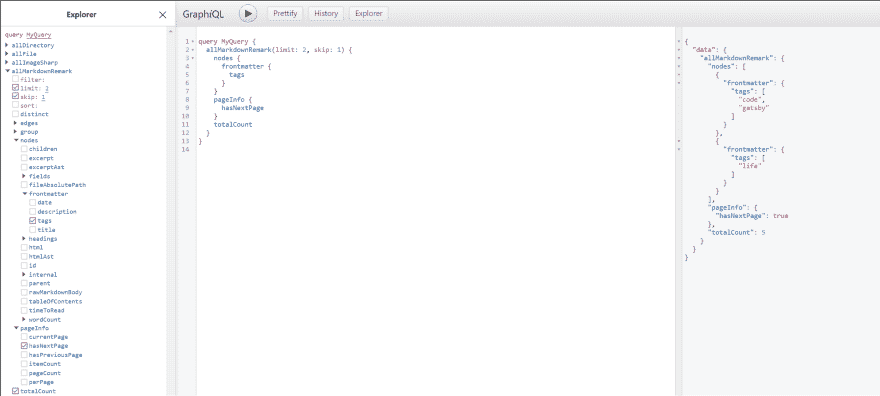 Explorer
GraphiQL
Prettify
History
Explorer
query MyQuery
allDirectory
allFile
allImageSharp
allMarkdownRemark
filter:
limit: 2
skip: 1
sort:
distinct
edges
group
nodes
children
excerpt
excerptAst
fields
fileAbsolutePath
frontmatter
date
description
tags
title
headings
html
htmlAst
id
internal
parent
rawMarkdownBody
tableOfContents
timeToRead
wordCount
pageInfo
currentPage
hasNextPage
hasPreviousPage
itemCount
pageCount
perPage
totalCount
1 query MyQuery {
2 allMarkdownRemark(limit: 2, skip: 1) {
3 nodes {
4 frontmatter {
5 tags
6 }
7 }
8 pageInfo {
9 hasNextPage
10 }
11 totalCount
12 }
13 }
14
{
"data": {
"allMarkdownRemark": {
"nodes": [
{
"frontmatter": {
"tags": [
"code",
"gatsby"
]
}
},
{
"frontmatter": {
"tags": [
"life"
]
}
}
],
"pageInfo": {
"hasNextPage": true
},
"totalCount": 5
}
}
}